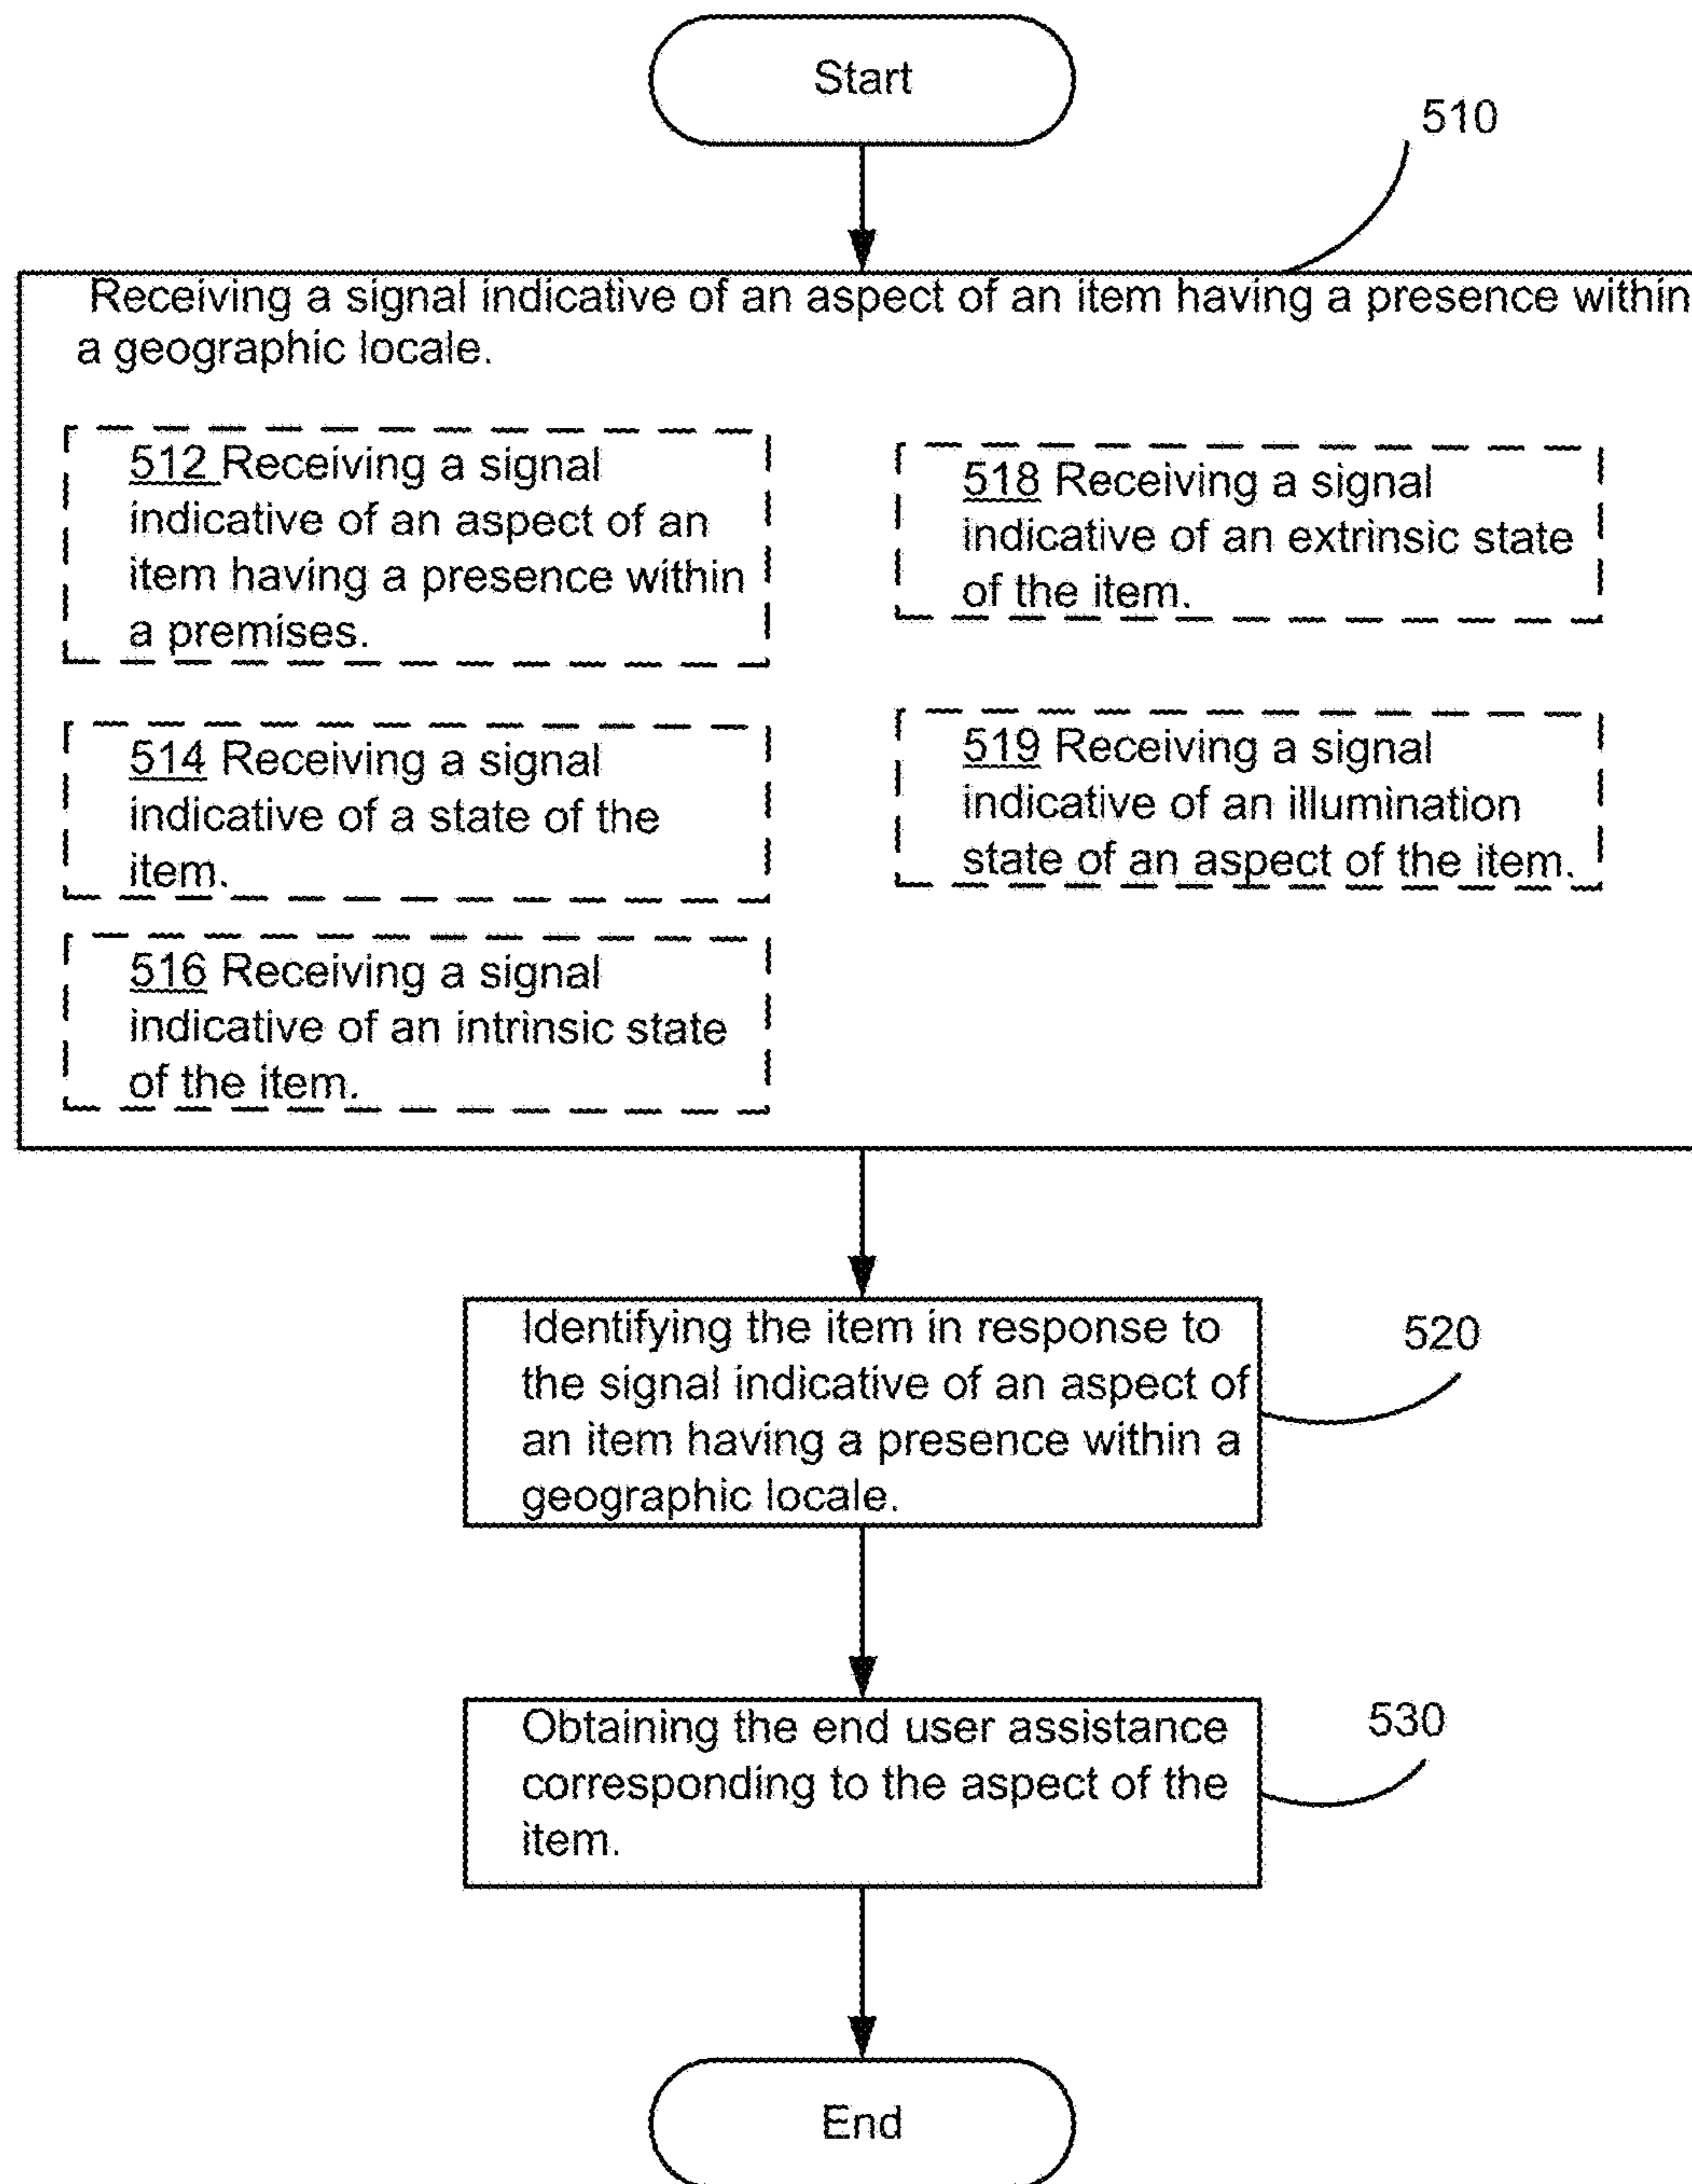 Start
510
Receiving a signal indicative of an aspect of an item having a presence within
a geographic locale.
512 Receiving a signal
indicative of an aspect of an
item having a presence within
a premises.
514 Receiving a signal
indicative of a state of the
item.
516 Receiving a signal
indicative of an intrinsic state
of the item.
518 Receiving a signal
indicative of an extrinsic state
of the item.
519 Receiving a signal
indicative of an illumination
state of an aspect of the item.
Identifying the item in response to
the signal indicative of an aspect of
an item having a presence within a
geographic locale.
520
Obtaining the end user assistance
corresponding to the aspect of the
item.
530
End